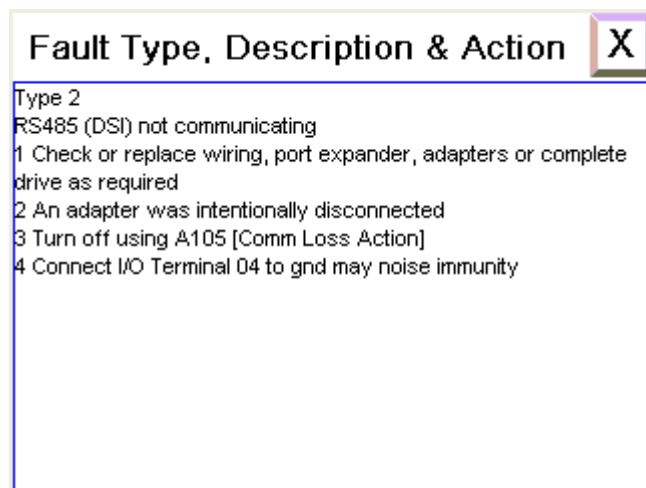 Fault Type, Description & Action X
Type 2
RS485 (DSI) not communicating
1 Check or replace wiring, port expander, adapters or complete
drive as required
2 An adapter was intentionally disconnected
3 Turn off using A105 [Comm Loss Action]
4 Connect I/O Terminal 04 to gnd may noise immunity